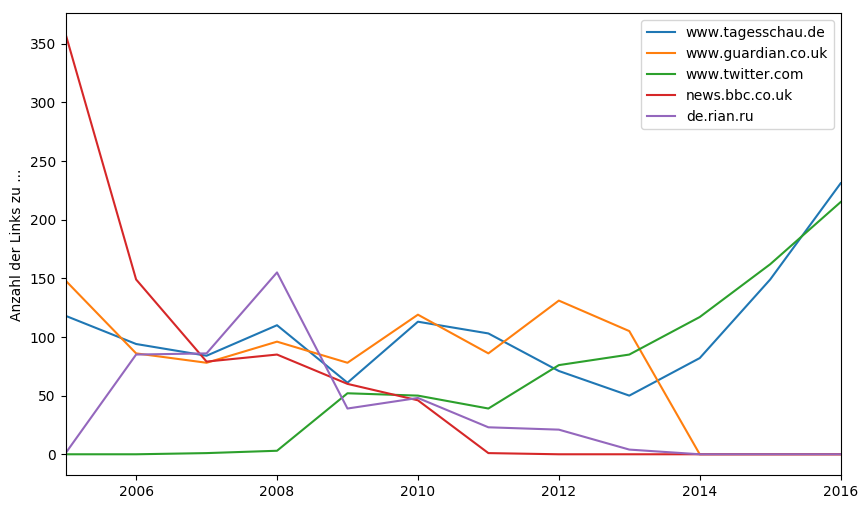 www.tagesschau.de
www.guardian.co.uk
www.twitter.com
news.bbc.co.uk
de.rian.ru
Anzahl der Links zu ...
350
300
250
200
150
100
50
0
2006 2008 2010 2012 2014 2016